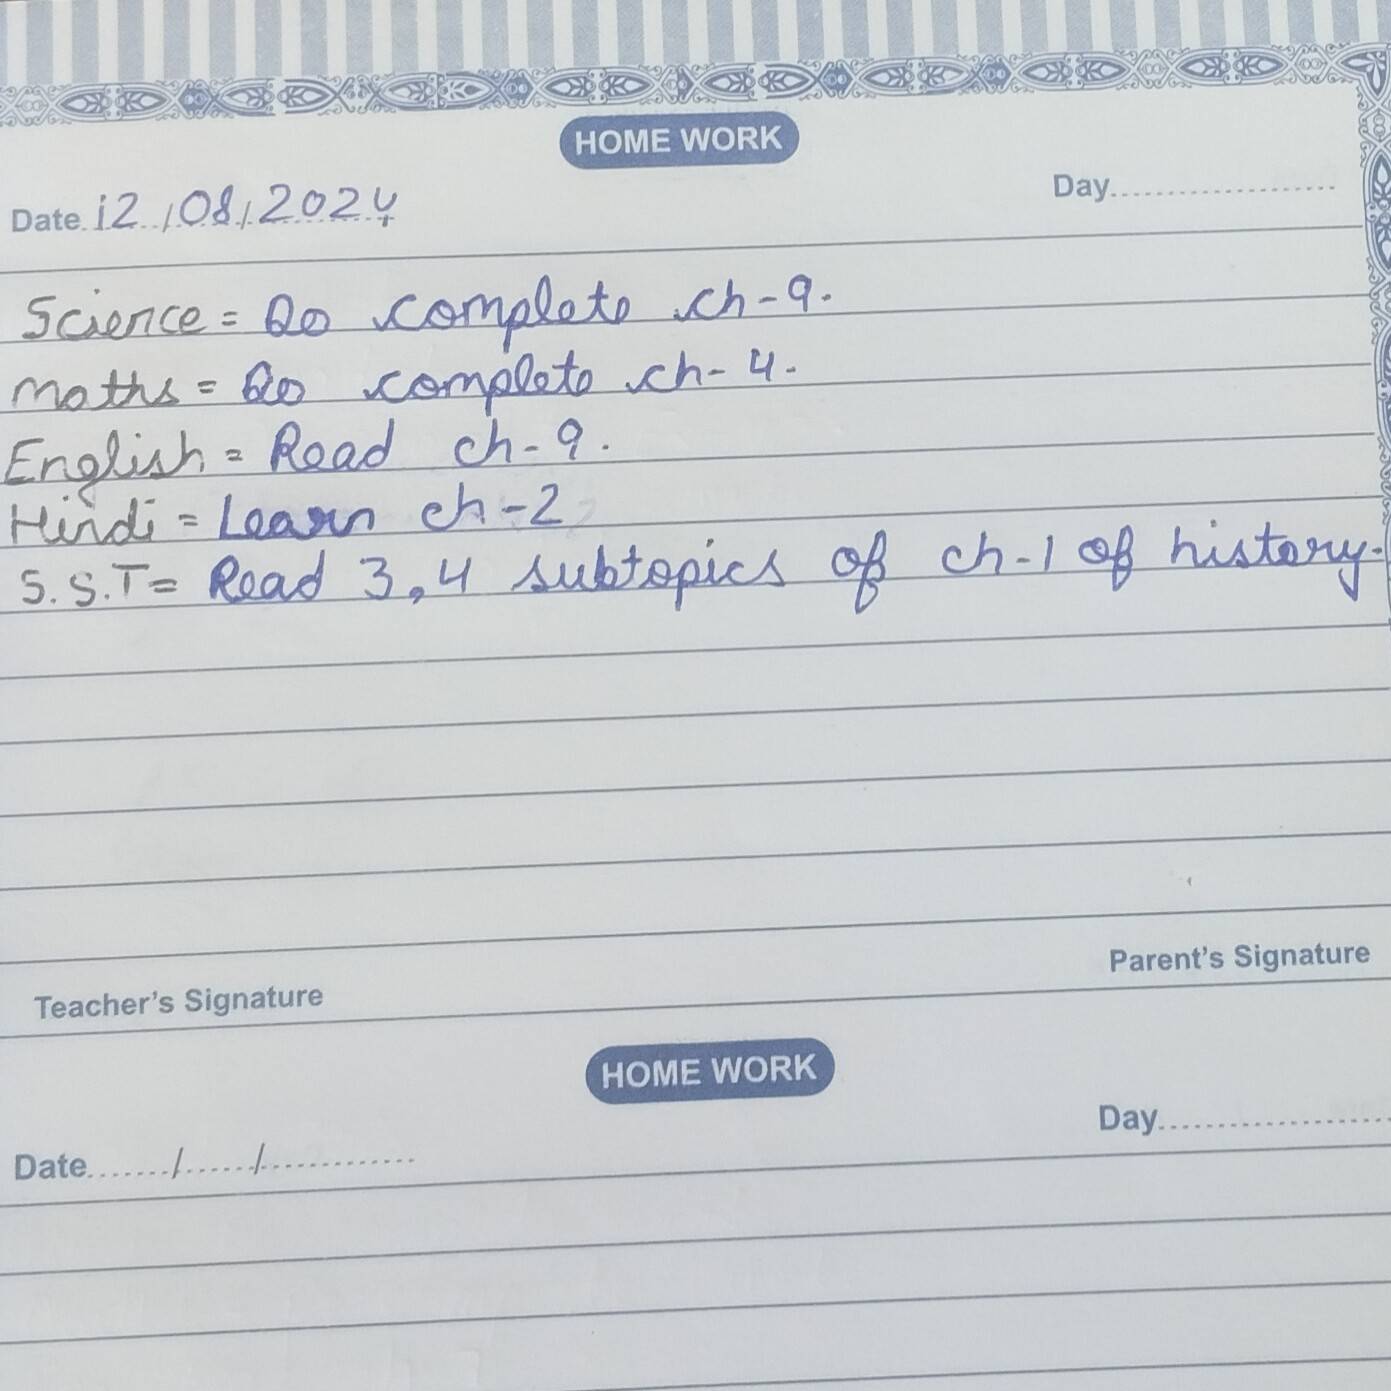 HOME WORK
Date 12/08/2024 Day
Science = Do complete ch-9.
maths = Do complete ch-4.
English = Read ch-9.
Hindi = Learn ch-2
S.S.T = Read 3,4 subtopics of ch-1 of history.
Teacher's Signature Parent's Signature
HOME WORK
Date......./....../............. Day